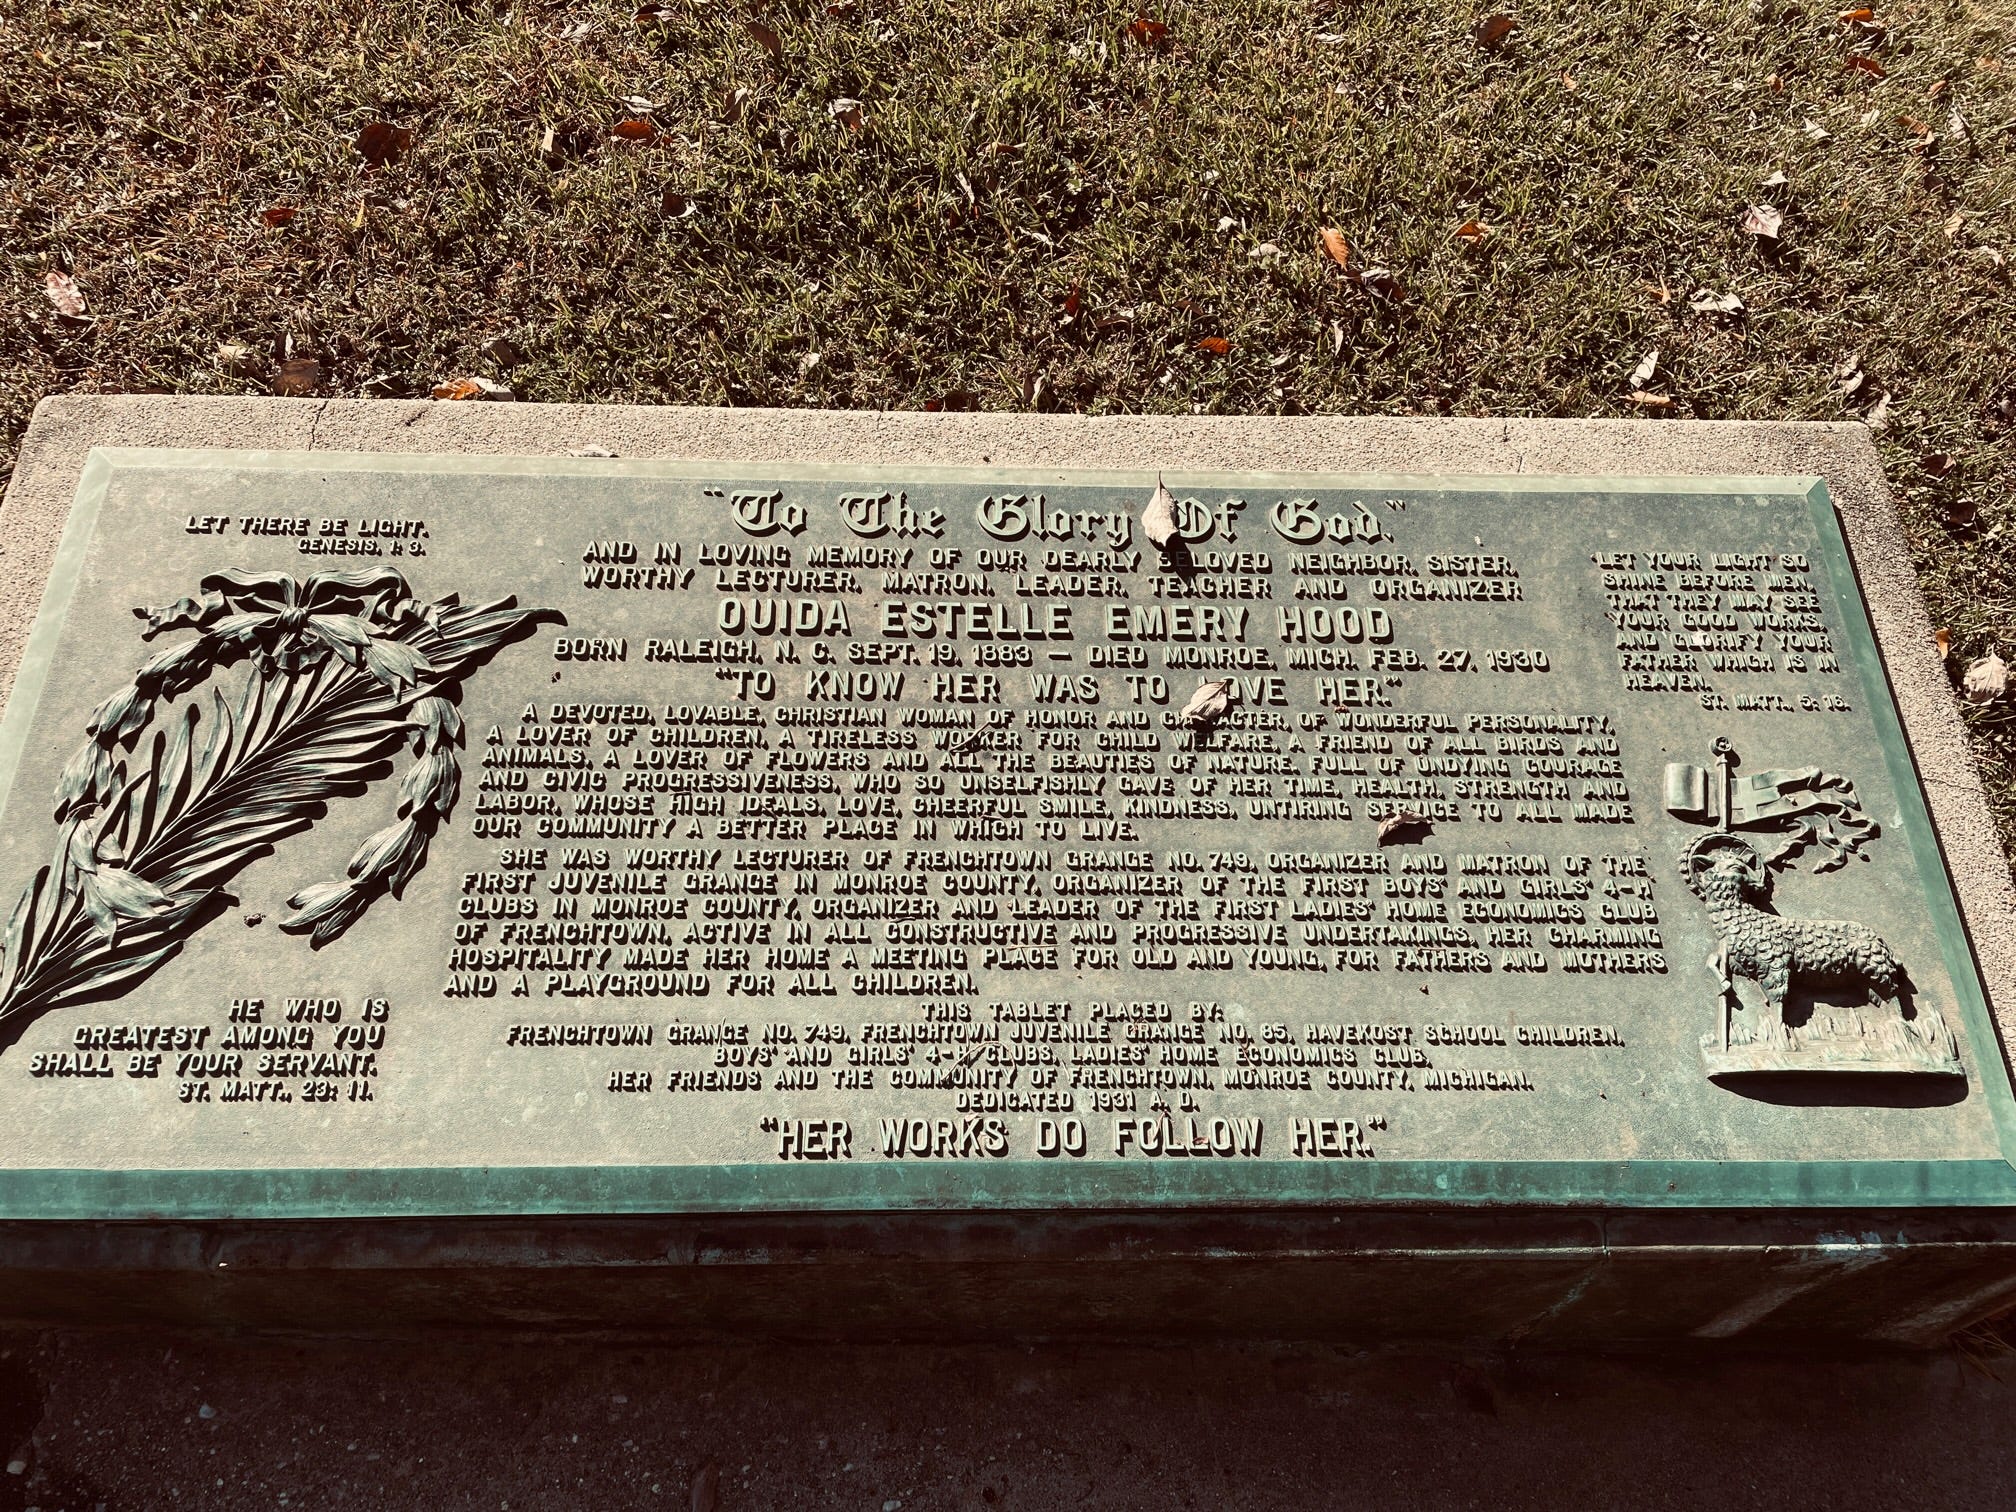 "To The Glory Of God."
AND IN LOVING MEMORY OF OUR DEARLY BELOVED NEIGHBOR, SISTER,
WORTHY LECTURER, MATRON, LEADER, TEACHER AND ORGANIZER
OUIDA ESTELLE EMERY HOOD
BORN RALEIGH, N. C. SEPT. 19, 1883 — DIED MONROE, MICH. FEB. 27, 1930
"TO KNOW HER WAS TO LOVE HER."
A DEVOTED, LOVABLE, CHRISTIAN WOMAN OF HONOR AND CHARACTER, OF WONDERFUL PERSONALITY,
A LOVER OF CHILDREN, A TIRELESS WORKER FOR CHILD WELFARE, A FRIEND OF ALL BIRDS AND
ANIMALS, A LOVER OF FLOWERS AND ALL THE BEAUTIES OF NATURE. FULL OF UNDYING COURAGE
AND CIVIC PROGRESSIVENESS, WHO SO UNSELFISHLY GAVE OF HER TIME, HEALTH, STRENGTH AND
LABOR, WHOSE HIGH IDEALS, LOVE, CHEERFUL SMILE, KINDNESS, UNTIRING SERVICE TO ALL MADE
OUR COMMUNITY A BETTER PLACE IN WHICH TO LIVE.
SHE WAS WORTHY LECTURER OF FRENCHTOWN GRANGE NO. 749, ORGANIZER AND MATRON OF THE
FIRST JUVENILE GRANGE IN MONROE COUNTY, ORGANIZER OF THE FIRST BOYS' AND GIRLS' 4-H
CLUBS IN MONROE COUNTY, ORGANIZER AND LEADER OF THE FIRST LADIES' HOME ECONOMICS CLUB
OF FRENCHTOWN, ACTIVE IN ALL CONSTRUCTIVE AND PROGRESSIVE UNDERTAKINGS, HER CHARMING
HOSPITALITY MADE HER HOME A MEETING PLACE FOR OLD AND YOUNG, FOR FATHERS AND MOTHERS
AND A PLAYGROUND FOR ALL CHILDREN.
THIS TABLET PLACED BY:
FRENCHTOWN GRANGE NO. 749, FRENCHTOWN JUVENILE GRANGE NO. 85, HAVEKOST SCHOOL CHILDREN,
BOYS' AND GIRLS' 4-H CLUBS, LADIES' HOME ECONOMICS CLUB,
HER FRIENDS AND THE COMMUNITY OF FRENCHTOWN, MONROE COUNTY, MICHIGAN.
DEDICATED 1931 A. D.
"HER WORKS DO FOLLOW HER."
LET THERE BE LIGHT.
GENESIS, 1: 3.
HE WHO IS
GREATEST AMONG YOU
SHALL BE YOUR SERVANT.
ST. MATT., 23: 11.
LET YOUR LIGHT SO
SHINE BEFORE MEN,
THAT THEY MAY SEE
YOUR GOOD WORKS,
AND GLORIFY YOUR
FATHER WHICH IS IN
HEAVEN.
ST. MATT., 5: 16.